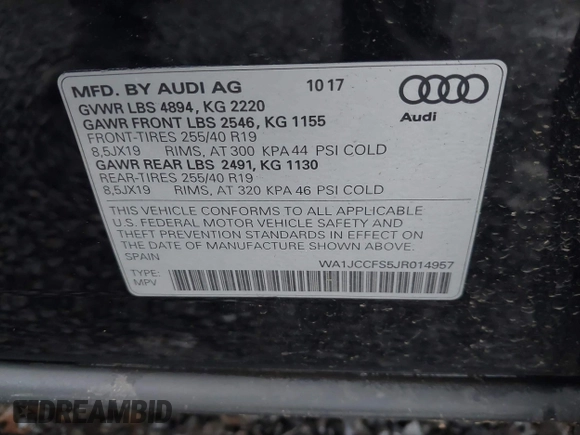 MFD. BY AUDI AG 10 17
GVWR LBS 4894, KG 2220
GAWR FRONT LBS 2546, KG 1155
FRONT-TIRES 255/40 R19
8,5JX19 RIMS, AT 300 KPA 44 PSI COLD
GAWR REAR LBS 2491, KG 1130
REAR-TIRES 255/40 R19
8,5JX19 RIMS, AT 320 KPA 46 PSI COLD
Audi
THIS VEHICLE CONFORMS TO ALL APPLICABLE
U.S. FEDERAL MOTOR VEHICLE SAFETY AND
THEFT PREVENTION STANDARDS IN EFFECT ON
THE DATE OF MANUFACTURE SHOWN ABOVE.
SPAIN
WA1JCCFS5JR014957
TYPE:
MPV
DREAMBID